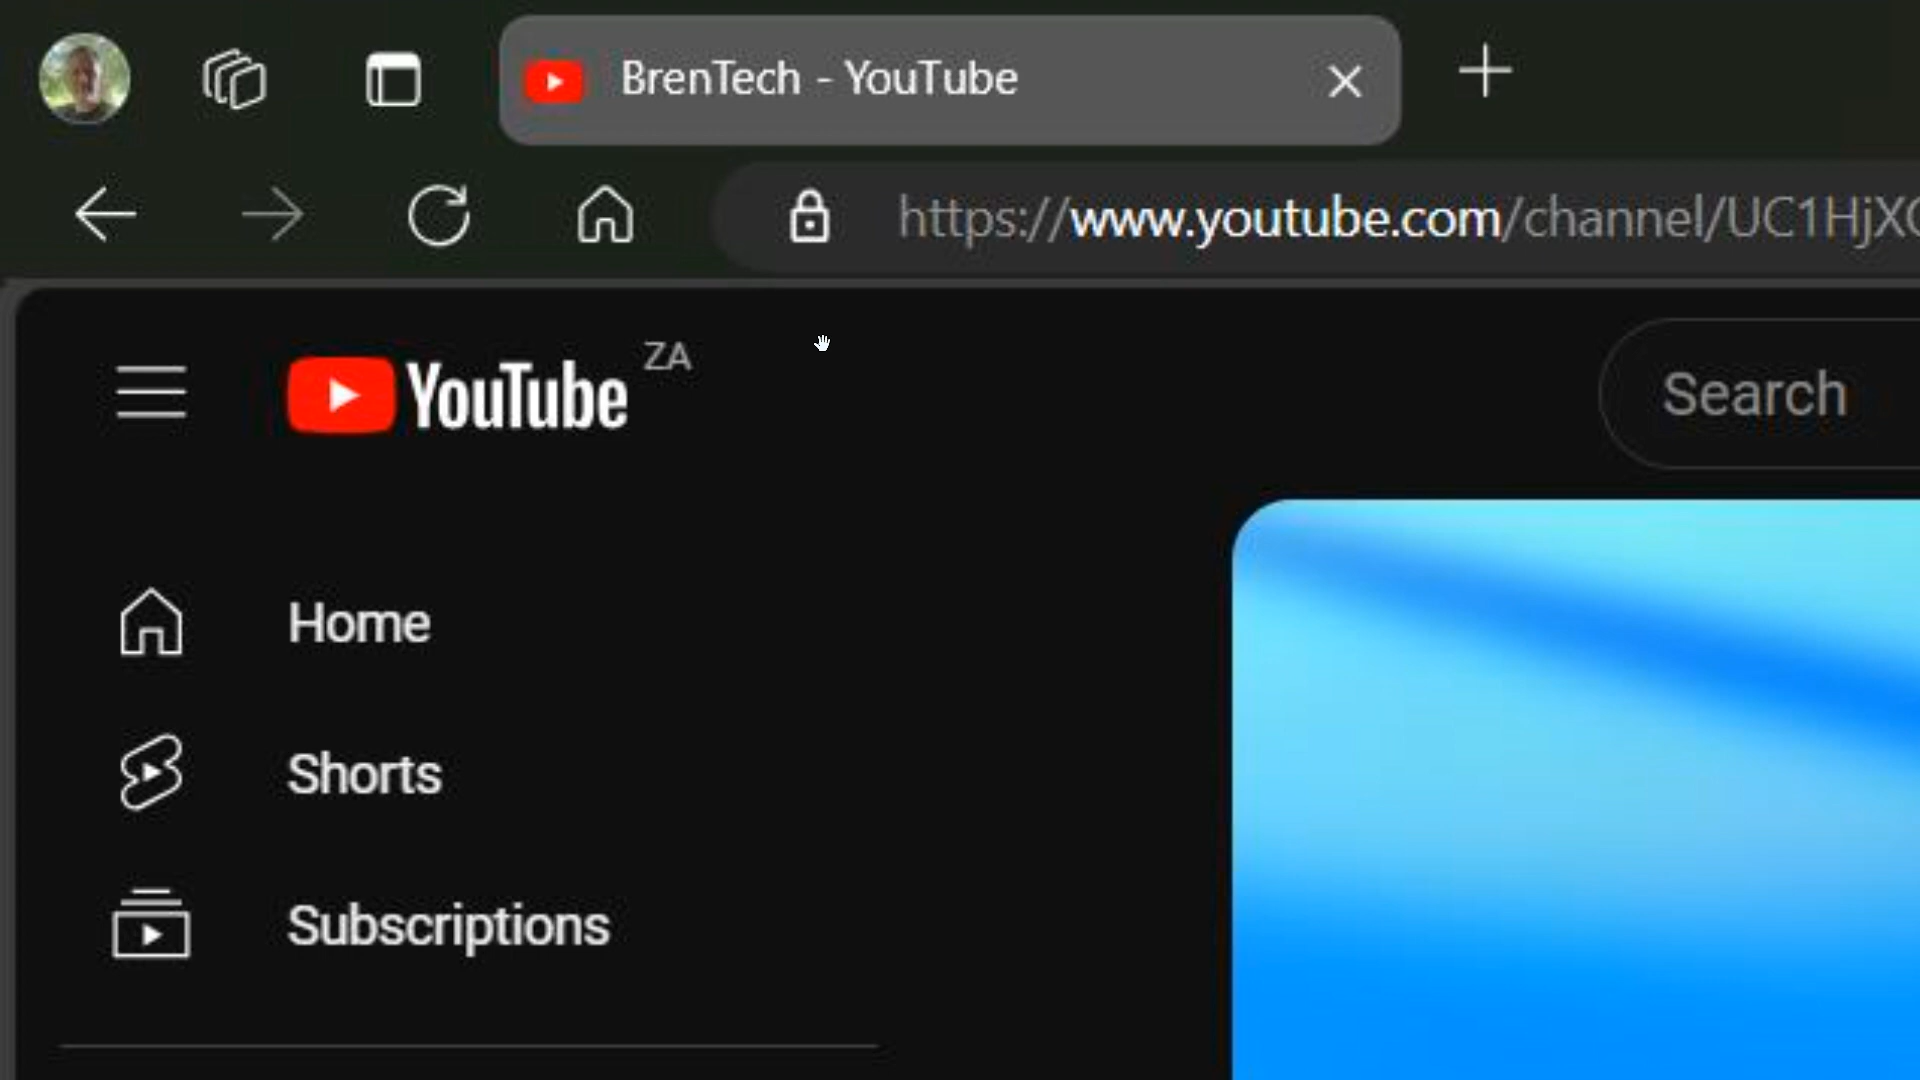 BrenTech - YouTube
https://www.youtube.com/channel/UC1HjX
YouTube ZA
Search
Home
Shorts
Subscriptions